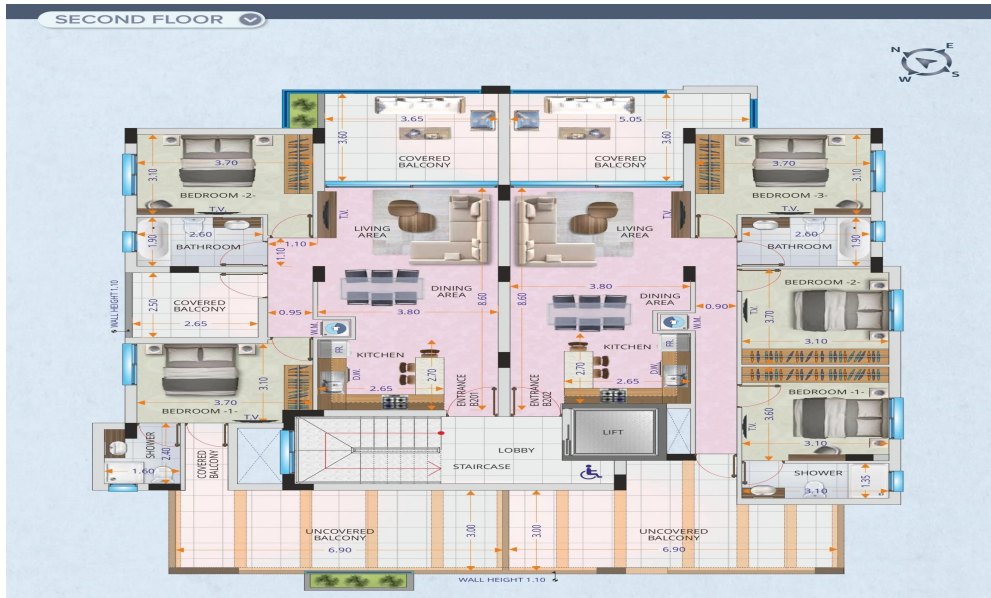 SECOND FLOOR
N
E
W
S
3.65
5.05
3.60
3.60
COVERED
BALCONY
COVERED
BALCONY
3.70
3.10
BEDROOM -2-
T.V.
3.70
3.10
BEDROOM -3-
2.60
1.90
BATHROOM
1.10
1.10
T.V.
LIVING
AREA
LIVING
AREA
T.V.
2.60
1.90
BATHROOM
WALL HEIGHT 1.10
2.50
COVERED
BALCONY
2.65
0.95
DINING
AREA
3.80
8.60
8.60
3.80
DINING
AREA
0.90
BEDROOM -2-
T.V.
3.70
3.10
W.M.
FR.
KITCHEN
D.W.
2.65
2.70
ENTRANCE
B201
ENTRANCE
B202
W.M.
FR.
KITCHEN
D.W.
2.70
2.65
3.10
3.70
BEDROOM -1-
T.V.
BEDROOM -1-
3.60
T.V.
3.10
SHOWER
2.40
1.60
COVERED
BALCONY
LOBBY
STAIRCASE
LIFT
SHOWER
3.10
1.35
UNCOVERED
BALCONY
6.90
3.00
3.00
UNCOVERED
BALCONY
6.90
WALL HEIGHT 1.10